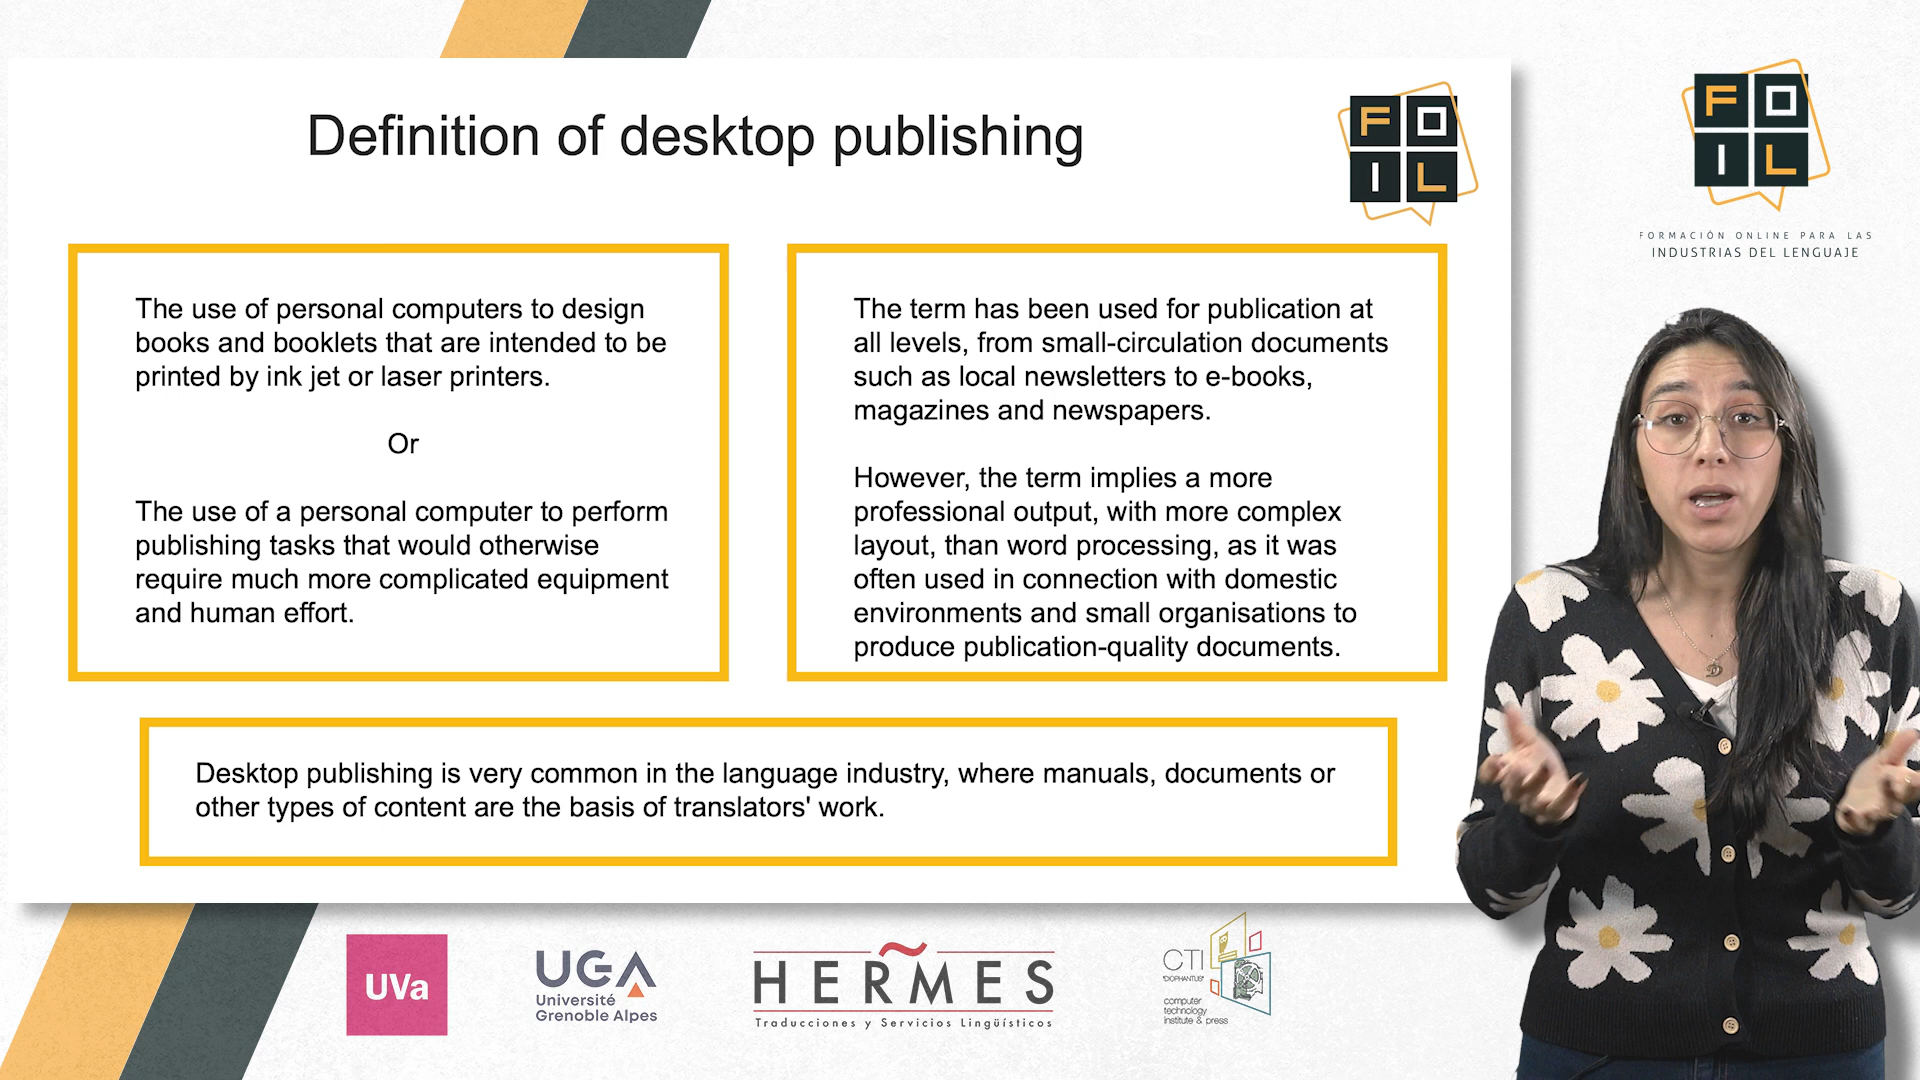 Definition of desktop publishing
F O
I L
F O
I L
FORMACIÓN ONLINE PARA LAS
INDUSTRIAS DEL LENGUAJE
The use of personal computers to design
books and booklets that are intended to be
printed by ink jet or laser printers.
Or
The use of a personal computer to perform
publishing tasks that would otherwise
require much more complicated equipment
and human effort.
The term has been used for publication at
all levels, from small-circulation documents
such as local newsletters to e-books,
magazines and newspapers.
However, the term implies a more
professional output, with more complex
layout, than word processing, as it was
often used in connection with domestic
environments and small organisations to
produce publication-quality documents.
Desktop publishing is very common in the language industry, where manuals, documents or
other types of content are the basis of translators' work.
UVa
UGA
Université
Grenoble Alpes
HERMES
Traducciones y Servicios Lingüísticos
CTI
"DIOPHANTUS"
computer
technology
institute & press